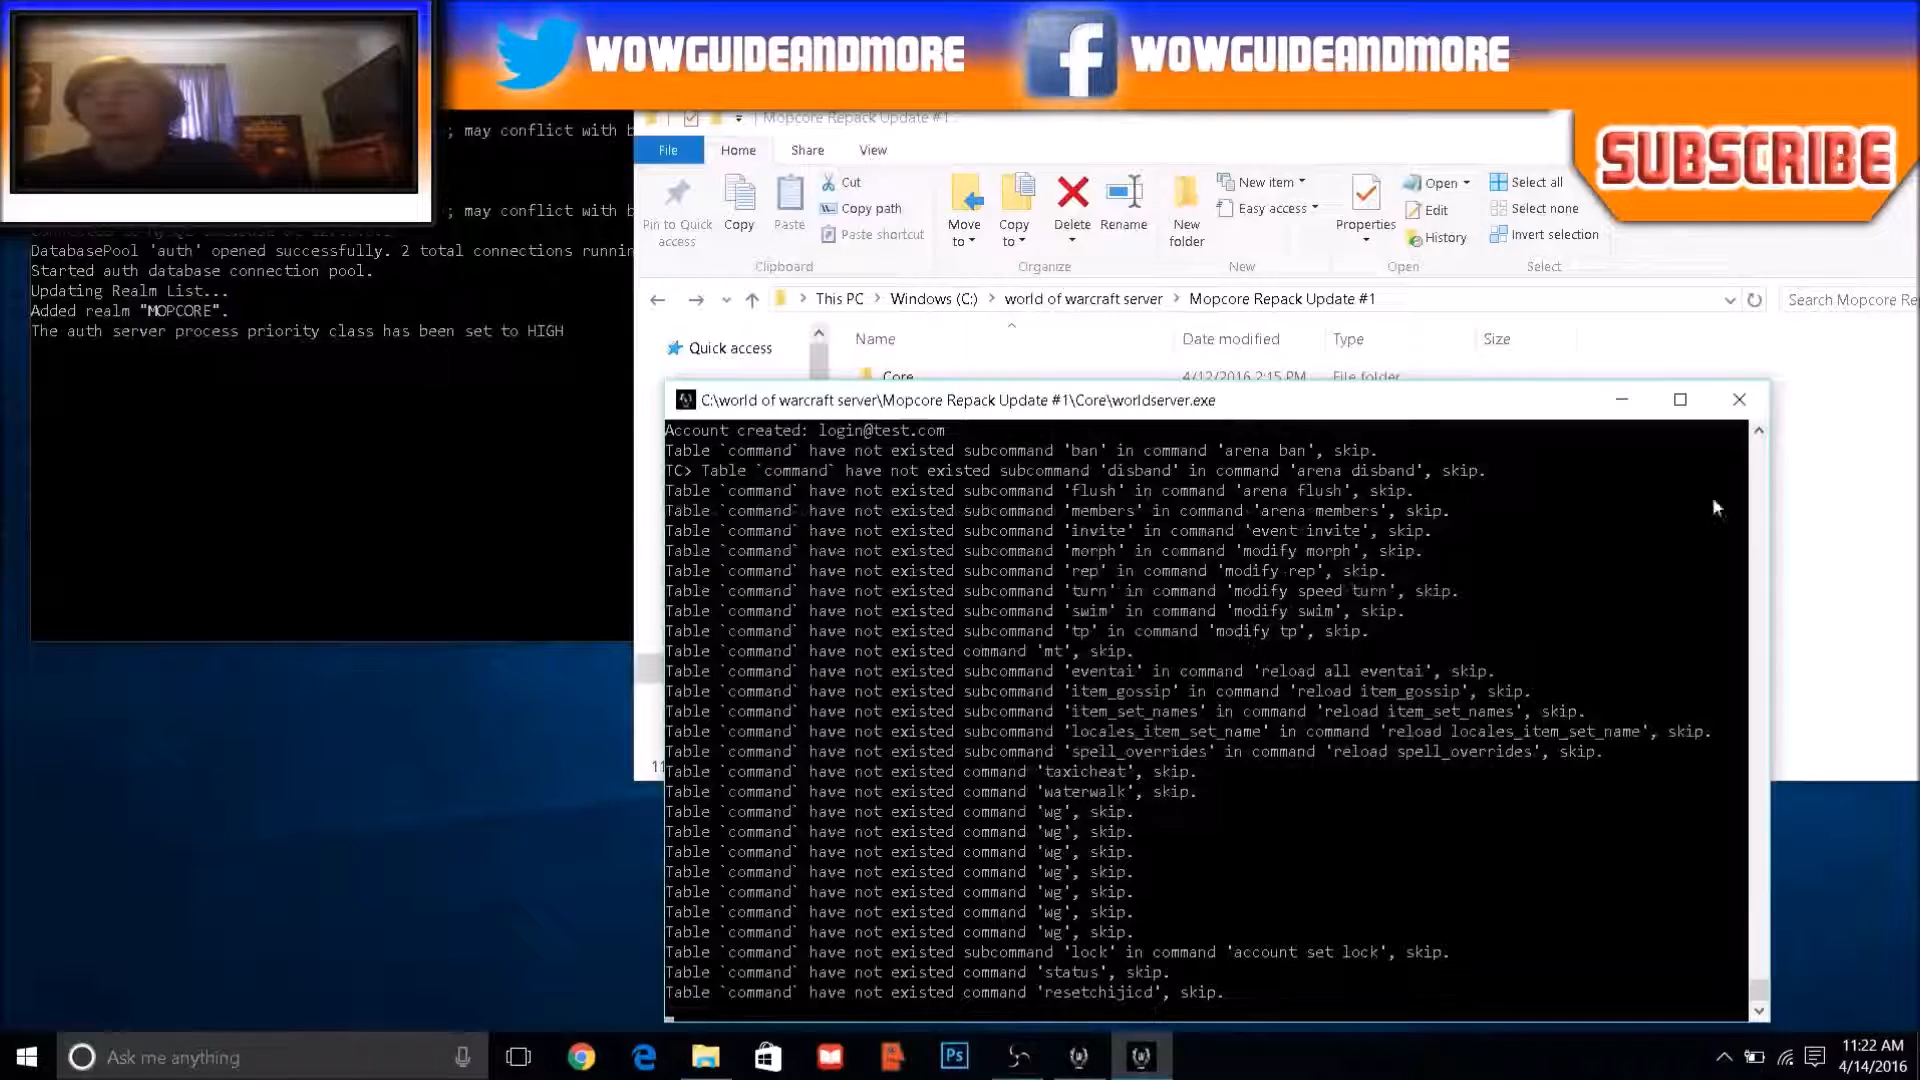 WOWGUIDEANDMORE
WOWGUIDEANDMORE
SUBSCRIBE
; may conflict with b
; may conflict with b
DatabasePool 'auth' opened successfully. 2 total connections runnin
Started auth database connection pool.
Updating Realm List...
Added realm "MOPCORE".
The auth server process priority class has been set to HIGH
Mopcore Repack Update #1
File
Home
Share
View
Pin to Quick access
Copy
Paste
Cut
Copy path
Paste shortcut
Clipboard
Move to
Copy to
Delete
Rename
Organize
New folder
New item
Easy access
New
Properties
Open
Edit
History
Open
Select all
Select none
Invert selection
Select
This PC
Windows (C:)
world of warcraft server
Mopcore Repack Update #1
Search Mopcore Re
Quick access
Name
Date modified
Type
Size
Core
4/12/2016 2:15 PM
File folder
11
C:\world of warcraft server\Mopcore Repack Update #1\Core\worldserver.exe
Account created: login@test.com
Table `command` have not existed subcommand 'ban' in command 'arena ban', skip.
TC> Table `command` have not existed subcommand 'disband' in command 'arena disband', skip.
Table `command` have not existed subcommand 'flush' in command 'arena flush', skip.
Table `command` have not existed subcommand 'members' in command 'arena members', skip.
Table `command` have not existed subcommand 'invite' in command 'event invite', skip.
Table `command` have not existed subcommand 'morph' in command 'modify morph', skip.
Table `command` have not existed subcommand 'rep' in command 'modify rep', skip.
Table `command` have not existed subcommand 'turn' in command 'modify speed turn', skip.
Table `command` have not existed subcommand 'swim' in command 'modify swim', skip.
Table `command` have not existed subcommand 'tp' in command 'modify tp', skip.
Table `command` have not existed command 'mt', skip.
Table `command` have not existed subcommand 'eventai' in command 'reload all eventai', skip.
Table `command` have not existed subcommand 'item_gossip' in command 'reload item_gossip', skip.
Table `command` have not existed subcommand 'item_set_names' in command 'reload item_set_names', skip.
Table `command` have not existed subcommand 'locales_item_set_name' in command 'reload locales_item_set_name', skip.
Table `command` have not existed subcommand 'spell_overrides' in command 'reload spell_overrides', skip.
Table `command` have not existed command 'taxicheat', skip.
Table `command` have not existed command 'waterwalk', skip.
Table `command` have not existed command 'wg', skip.
Table `command` have not existed command 'wg', skip.
Table `command` have not existed command 'wg', skip.
Table `command` have not existed command 'wg', skip.
Table `command` have not existed command 'wg', skip.
Table `command` have not existed command 'wg', skip.
Table `command` have not existed command 'wg', skip.
Table `command` have not existed subcommand 'lock' in command 'account set lock', skip.
Table `command` have not existed command 'status', skip.
Table `command` have not existed command 'resetchijicd', skip.
Ask me anything
Ps
11:22 AM
4/14/2016